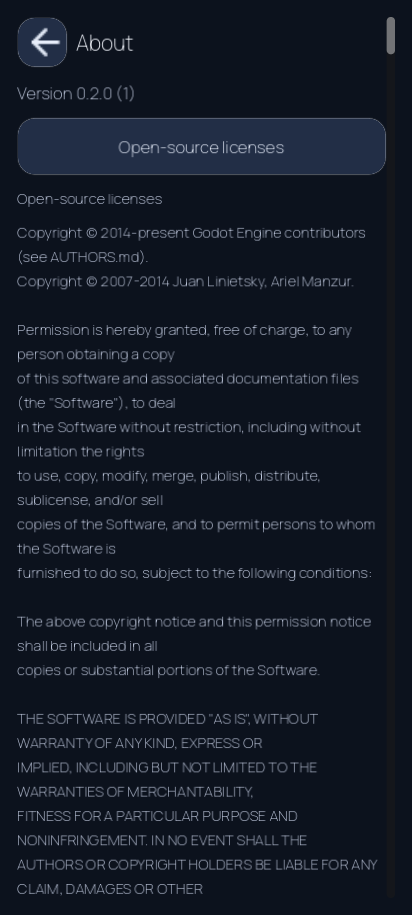 About
Version 0.2.0 (1)
Open-source licenses
Open-source licenses
Copyright © 2014-present Godot Engine contributors
(see AUTHORS.md).
Copyright © 2007-2014 Juan Linietsky, Ariel Manzur.
Permission is hereby granted, free of charge, to any
person obtaining a copy
of this software and associated documentation files
(the "Software"), to deal
in the Software without restriction, including without
limitation the rights
to use, copy, modify, merge, publish, distribute,
sublicense, and/or sell
copies of the Software, and to permit persons to whom
the Software is
furnished to do so, subject to the following conditions:
The above copyright notice and this permission notice
shall be included in all
copies or substantial portions of the Software.
THE SOFTWARE IS PROVIDED "AS IS", WITHOUT
WARRANTY OF ANY KIND, EXPRESS OR
IMPLIED, INCLUDING BUT NOT LIMITED TO THE
WARRANTIES OF MERCHANTABILITY,
FITNESS FOR A PARTICULAR PURPOSE AND
NONINFRINGEMENT. IN NO EVENT SHALL THE
AUTHORS OR COPYRIGHT HOLDERS BE LIABLE FOR ANY
CLAIM, DAMAGES OR OTHER